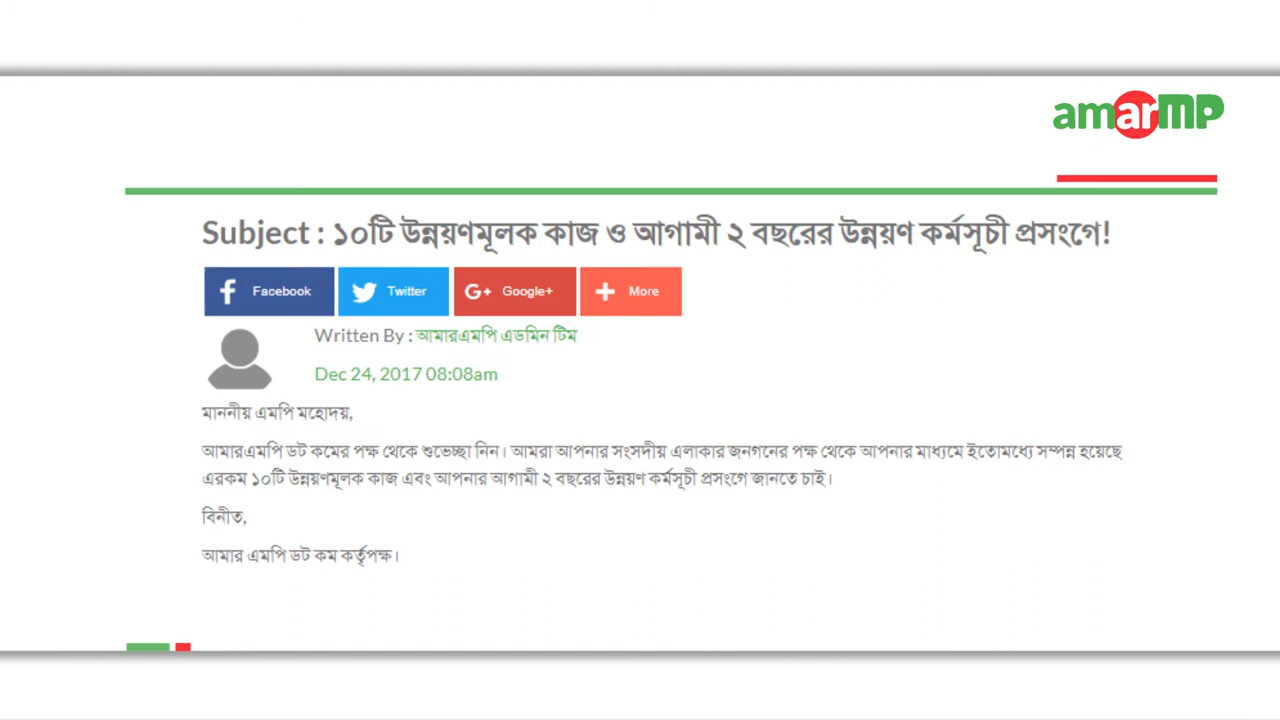 amarMP
Subject : ১০টি উন্নয়ণমূলক কাজ ও আগামী ২ বছরের উন্নয়ণ কর্মসূচী প্রসংগে!
Facebook Twitter G+ Google+ More
Written By : আমারএমপি এডমিন টিম
Dec 24, 2017 08:08am
মাননীয় এমপি মহোদয়,
আমারএমপি ডট কমের পক্ষ থেকে শুভেচ্ছা নিন। আমরা আপনার সংসদীয় এলাকার জনগনের পক্ষ থেকে আপনার মাধ্যমে ইতোমধ্যে সম্পন্ন হয়েছে
এরকম ১০টি উন্নয়ণমূলক কাজ এবং আপনার আগামী ২ বছরের উন্নয়ণ কর্মসূচী প্রসংগে জানতে চাই।
বিনীত,
আমার এমপি ডট কম কর্তৃপক্ষ।